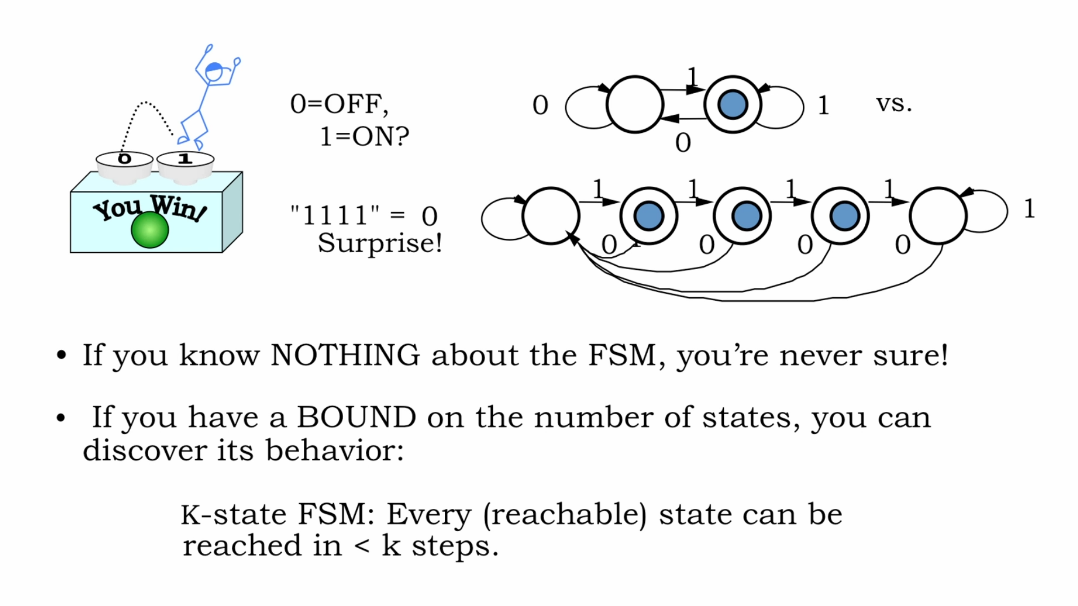 0=OFF,
1=ON?
0 1
You Win!
"1111" = 0
Surprise!
0 1 0 1 vs.
1 1 1 1 1
0 0 0 0
• If you know NOTHING about the FSM, you’re never sure!
• If you have a BOUND on the number of states, you can
discover its behavior:
K-state FSM: Every (reachable) state can be
reached in < k steps.